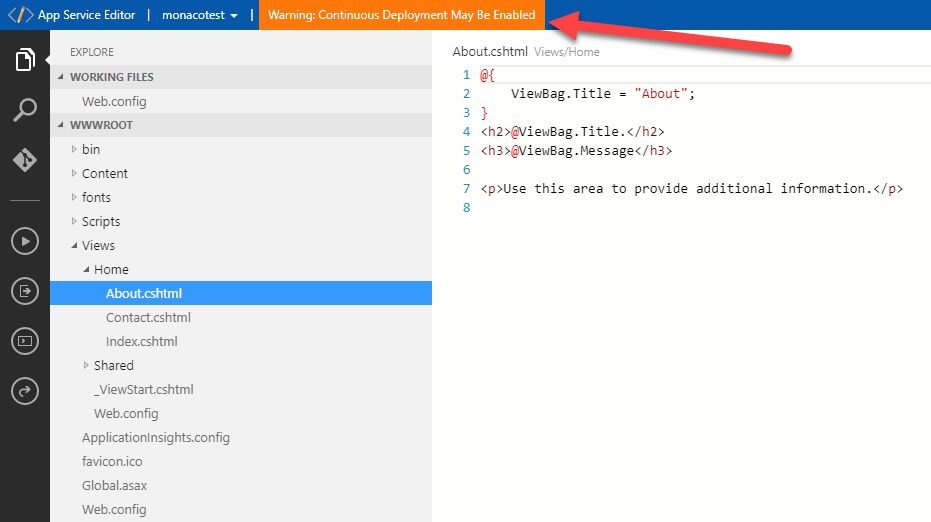 App Service Editor | monacotest | Warning: Continuous Deployment May Be Enabled
EXPLORE
WORKING FILES
Web.config
WWWROOT
bin
Content
fonts
Scripts
Views
Home
About.cshtml
Contact.cshtml
Index.cshtml
Shared
_ViewStart.cshtml
Web.config
ApplicationInsights.config
favicon.ico
Global.asax
Web.config
About.cshtml Views/Home
1 @{
2     ViewBag.Title = "About";
3 }
4 <h2>@ViewBag.Title.</h2>
5 <h3>@ViewBag.Message</h3>
6
7 <p>Use this area to provide additional information.</p>
8